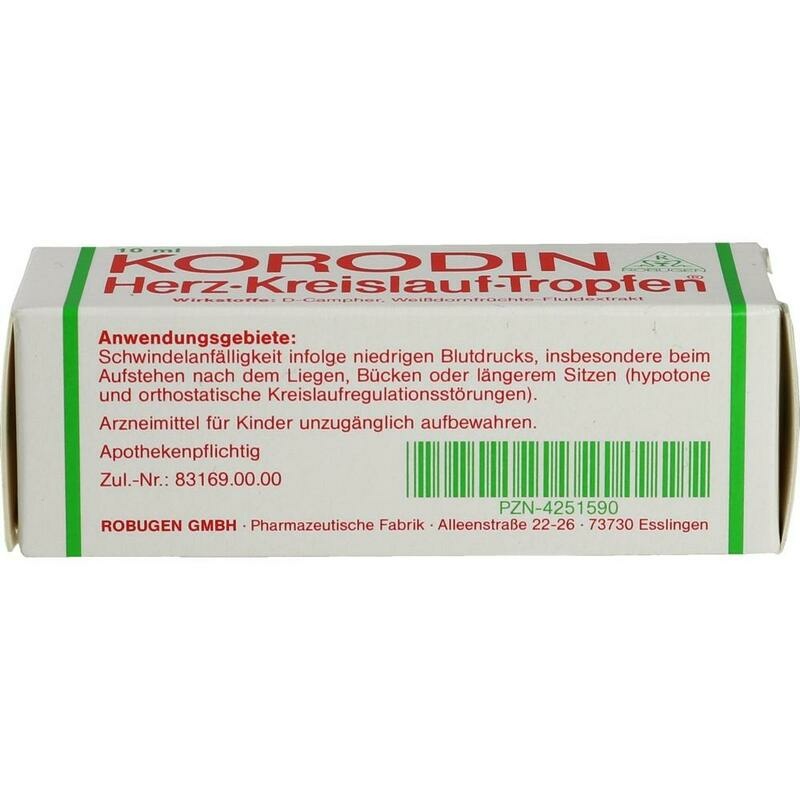 10 ml
KORODIN
Herz-Kreislauf-Tropfen®
R
ROBUGEN
Wirkstoffe: D-Campher, Weißdornfrüchte-Fluidextrakt
Anwendungsgebiete:
Schwindelanfälligkeit infolge niedrigen Blutdrucks, insbesondere beim
Aufstehen nach dem Liegen, Bücken oder längerem Sitzen (hypotone
und orthostatische Kreislaufregulationsstörungen).
Arzneimittel für Kinder unzugänglich aufbewahren.
Apothekenpflichtig
Zul.-Nr.: 83169.00.00
PZN-4251590
ROBUGEN GMBH · Pharmazeutische Fabrik · Alleenstraße 22-26 · 73730 Esslingen